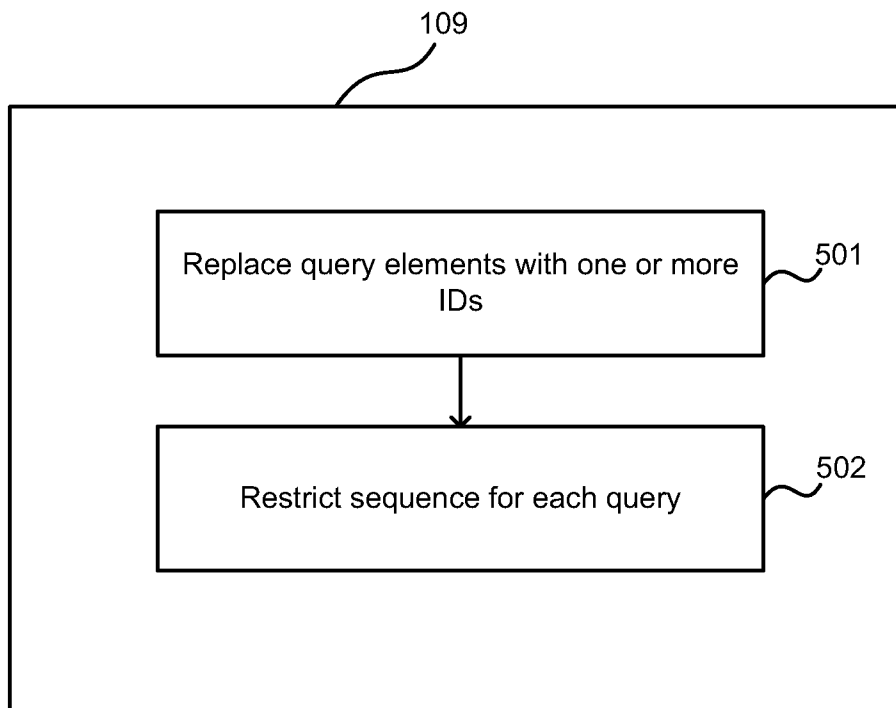 109
Replace query elements with one or more
IDs
501
Restrict sequence for each query
502